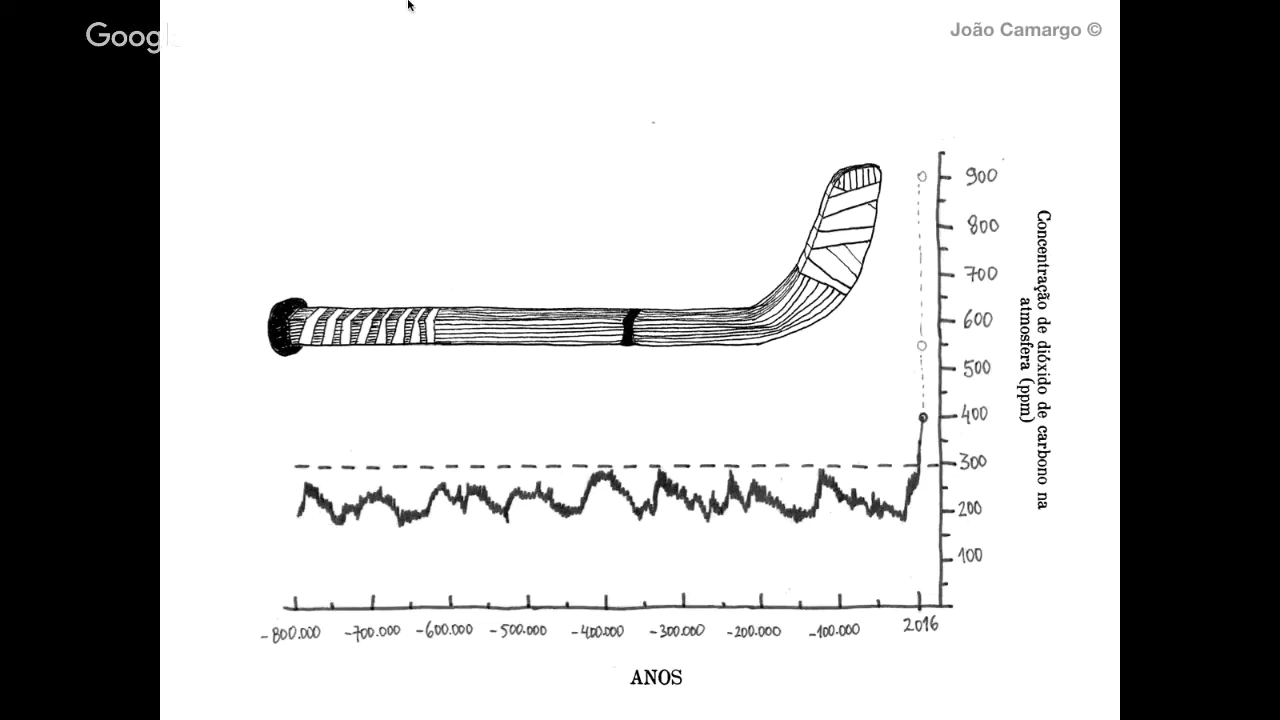 Google
João Camargo ©
900
800
700
600
500
400
300
200
100
Concentração de dióxido de carbono na
atmosfera (ppm)
-800.000 -700.000 -600.000 -500.000 -400.000 -300.000 -200.000 -100.000 2016
ANOS